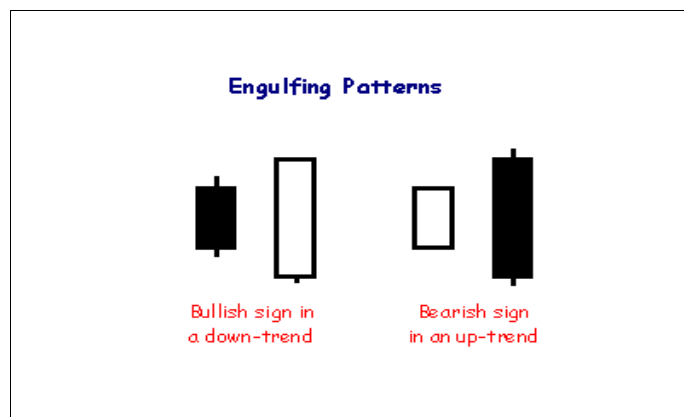 Engulfing Patterns
Bullish sign in
a down-trend
Bearish sign
in an up-trend